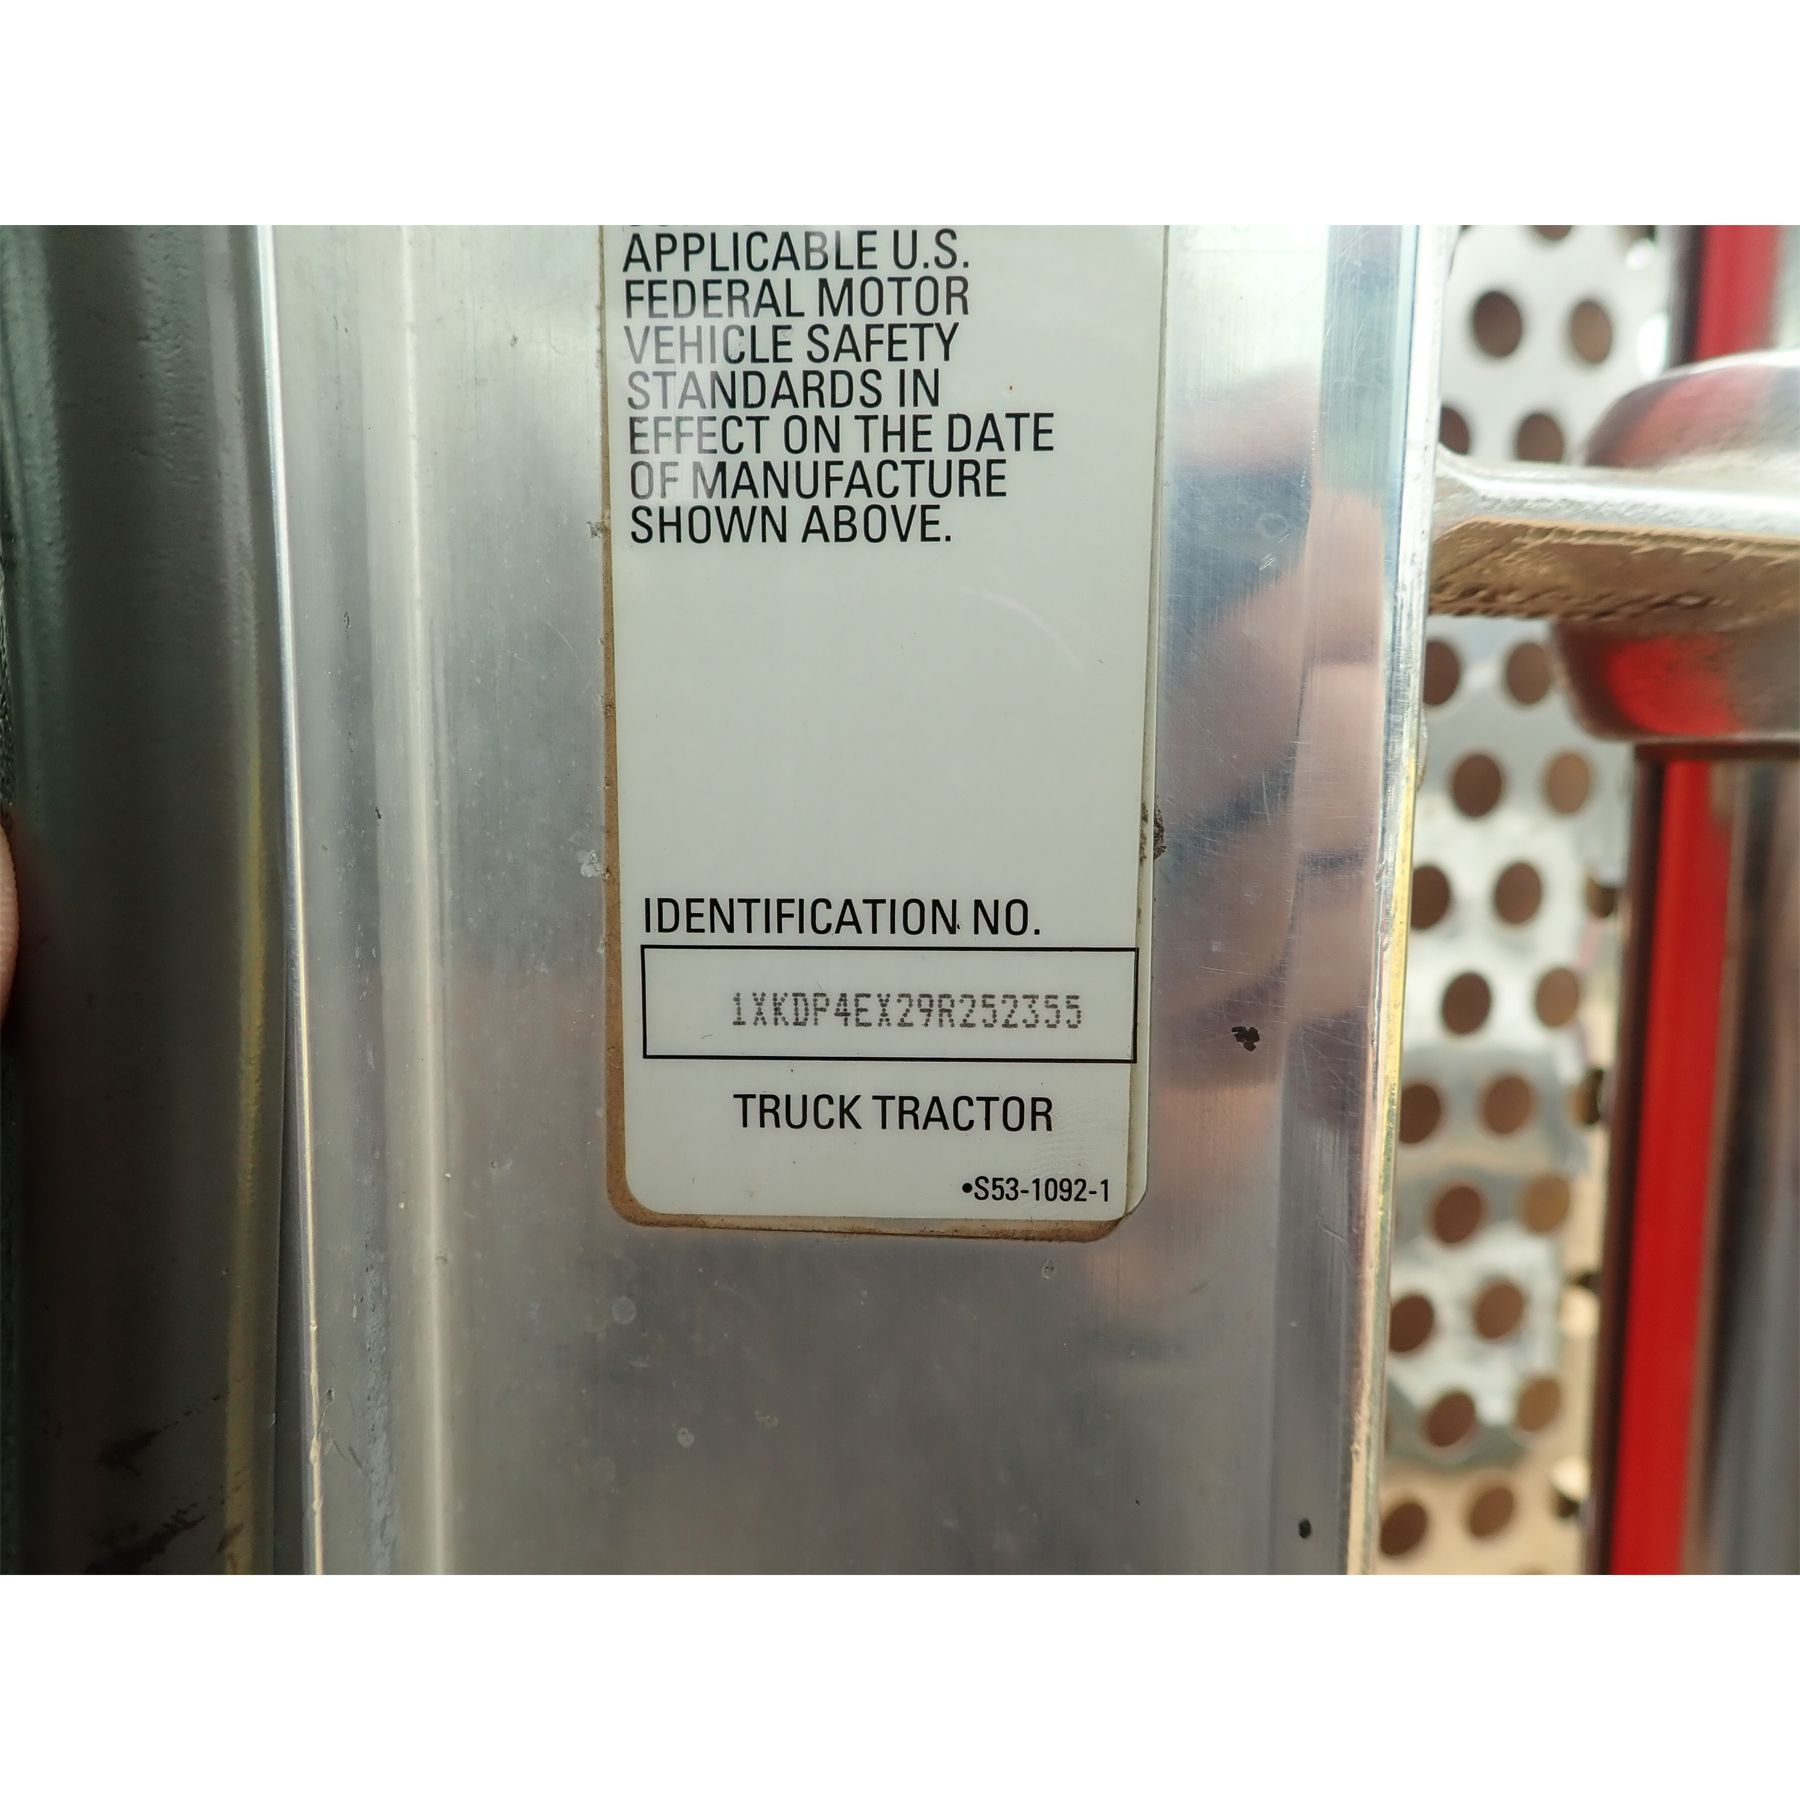 APPLICABLE U.S.
FEDERAL MOTOR
VEHICLE SAFETY
STANDARDS IN
EFFECT ON THE DATE
OF MANUFACTURE
SHOWN ABOVE.
IDENTIFICATION NO.
1XKDP4EX29R252355
TRUCK TRACTOR
•S53-1092-1